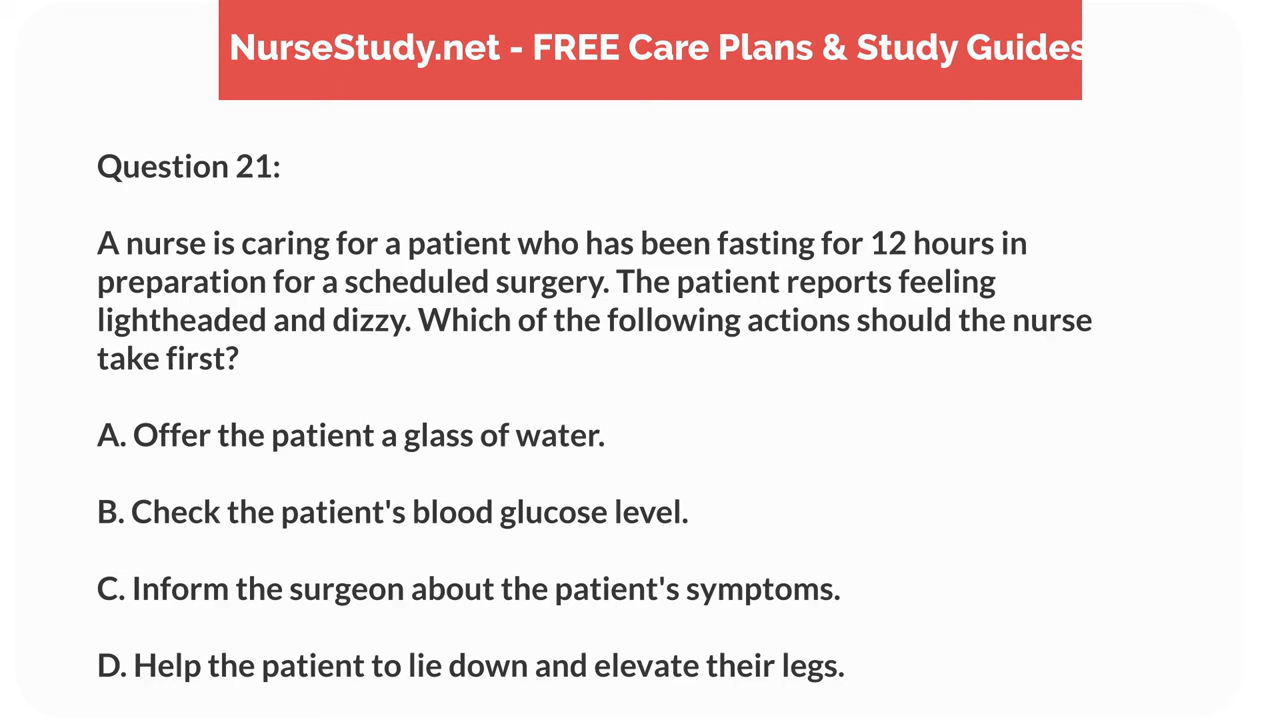 NurseStudy.net - FREE Care Plans & Study Guides
Question 21:
A nurse is caring for a patient who has been fasting for 12 hours in
preparation for a scheduled surgery. The patient reports feeling
lightheaded and dizzy. Which of the following actions should the nurse
take first?
A. Offer the patient a glass of water.
B. Check the patient's blood glucose level.
C. Inform the surgeon about the patient's symptoms.
D. Help the patient to lie down and elevate their legs.